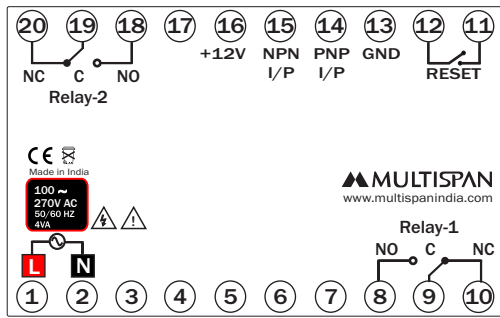 20 19 18 17 16 15 14 13 12 11
+12V NPN PNP GND
I/P I/P
RESET
NC C NO
Relay-2
CE
Made in India
100 ~
270V AC
50/60 HZ
4VA
L N
MULTISPAN
www.multispanindia.com
Relay-1
NO C NC
1 2 3 4 5 6 7 8 9 10